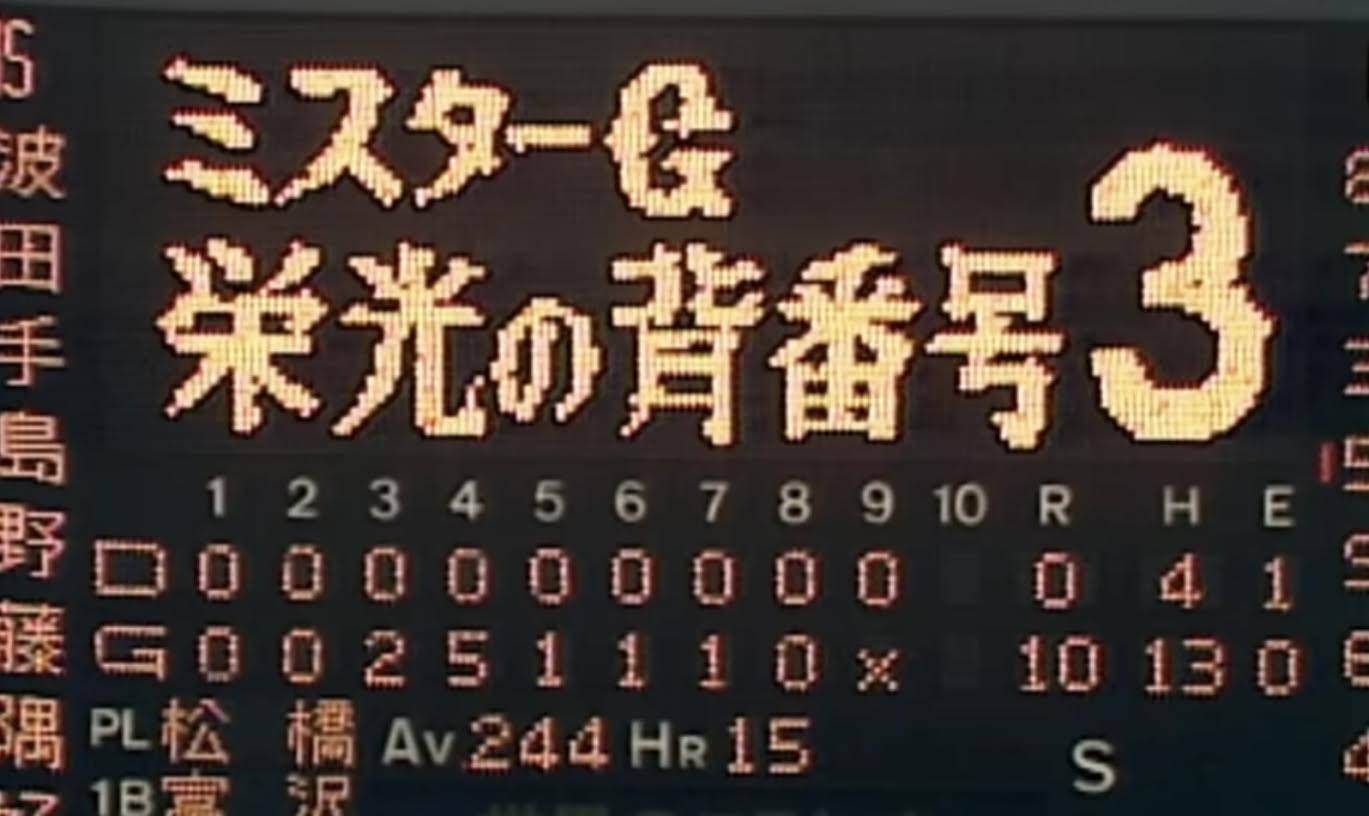 ミスターG
栄光の背番号3
1 2 3 4 5 6 7 8 9 10 R H E
D 0 0 0 0 0 0 0 0 0 0 4 1
G 0 0 2 5 1 1 1 0 x 10 13 0
PL 松橋 Av 244 HR 15 S
1B 富沢
波
田
手
島
野
藤
隅